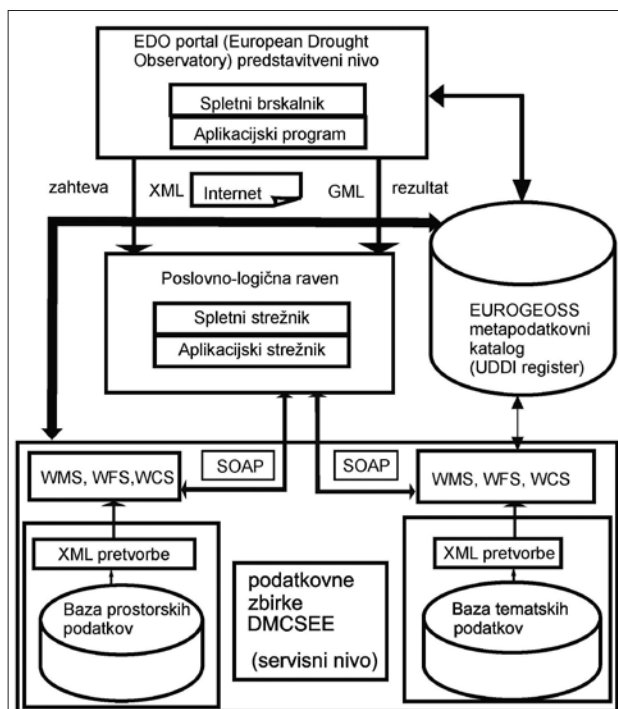 EDO portal (European Drought
Observatory) predstavitveni nivo
Spletni brskalnik
Aplikacijski program
zahteva
XML
Internet
GML
rezultat
Poslovno-logična raven
Spletni strežnik
Aplikacijski strežnik
EUROGEOSS
metapodatkovni
katalog
(UDDI register)
WMS, WFS,WCS
SOAP
SOAP
WMS, WFS, WCS
XML pretvorbe
Baza prostorskih
podatkov
podatkovne
zbirke
DMCSEE
(servisni nivo)
XML pretvorbe
Baza tematskih
podatkov